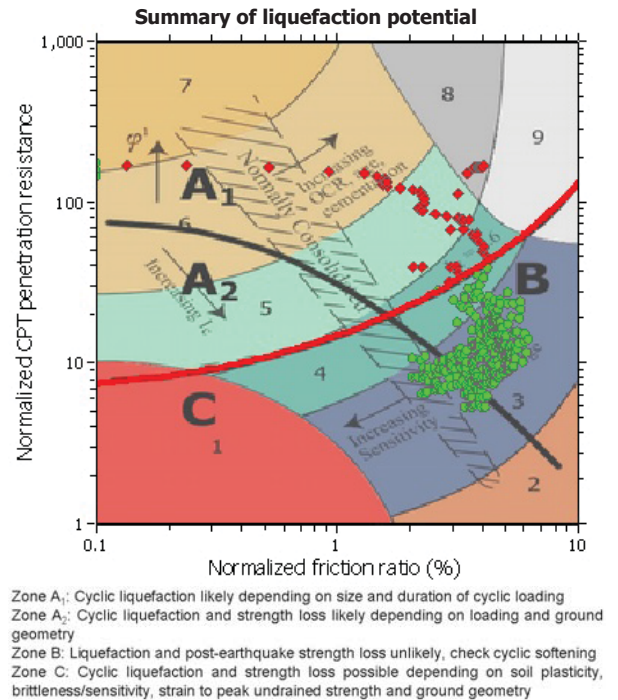 Summary of liquefaction potential
Normalized CPT penetration resistance
1,000
100
10
1
7
8
9
φ'
A1
Increasing
OCR, age,
cementation
Normally Consolidated
6
6
A2
Increasing Ic
B
5
4
C
1
3
2
Increasing
Sensitivity
0.1
1
10
Normalized friction ratio (%)
Zone A1: Cyclic liquefaction likely depending on size and duration of cyclic loading
Zone A2: Cyclic liquefaction and strength loss likely depending on loading and ground
geometry
Zone B: Liquefaction and post-earthquake strength loss unlikely, check cyclic softening
Zone C: Cyclic liquefaction and strength loss possible depending on soil plasticity,
brittleness/sensitivity, strain to peak undrained strength and ground geometry